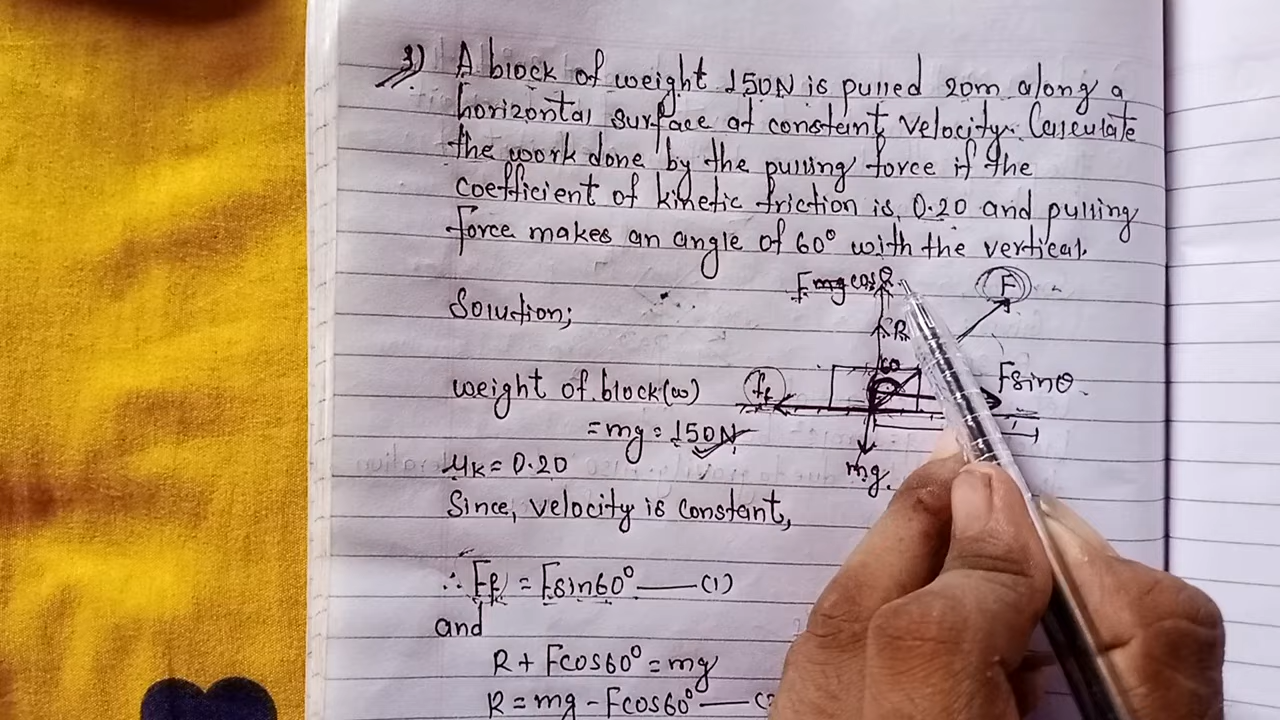 3) A block of weight 150N is pulled 20m along a
horizontal surface at constant velocity. Calculate
the work done by the pulling force if the
coefficient of kinetic friction is 0.20 and pulling
Force makes an angle of 60° with the vertical.
Solution;
F cosθ
F
R
60
Fsinθ
weight of block(w)
= mg = 150N
mg.
μk = 0.20
Since, velocity is constant,
∴ Ff = Fsin60° —— (1)
and
R + Fcos60° = mg
R = mg - Fcos60° ——